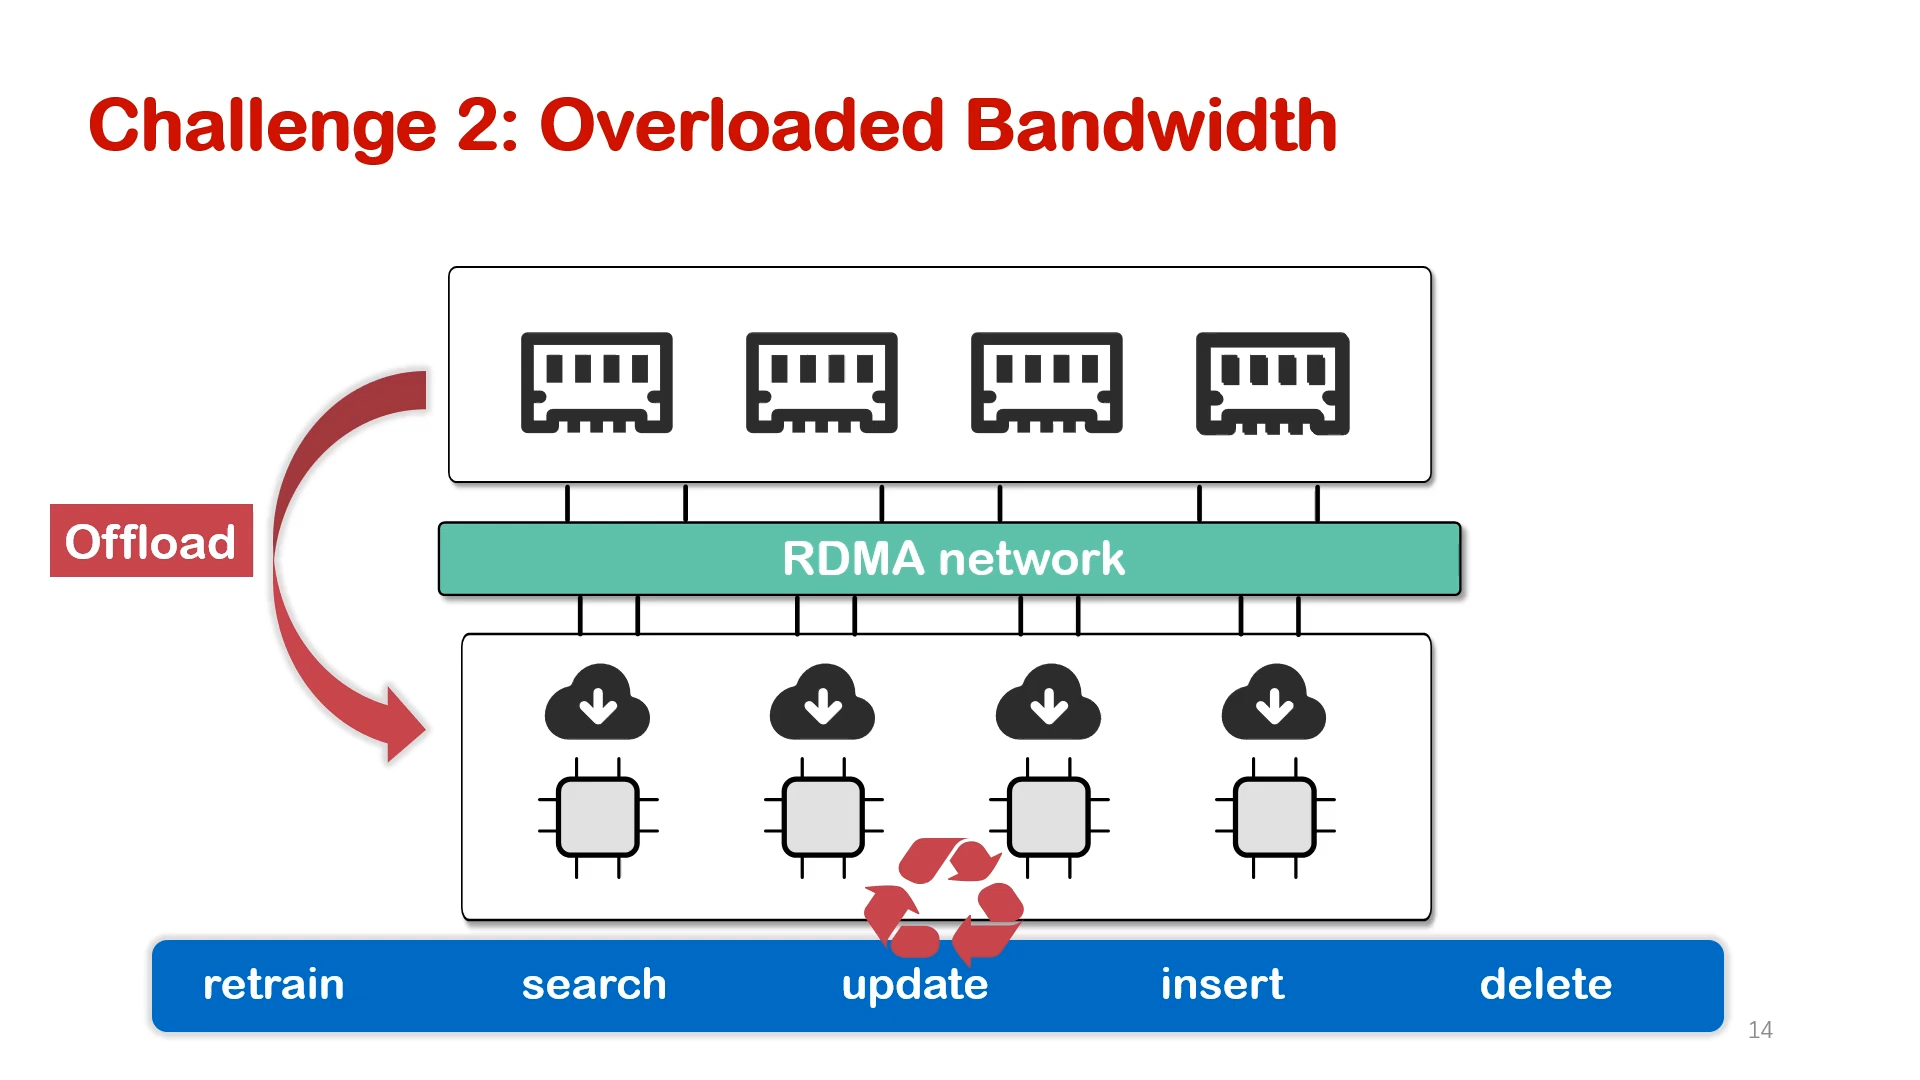 Challenge 2: Overloaded Bandwidth
Offload
RDMA network
retrain search update insert delete
14